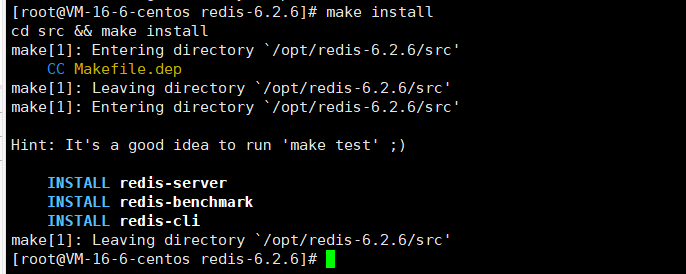 [root@VM-16-6-centos redis-6.2.6]# make install
cd src && make install
make[1]: Entering directory `/opt/redis-6.2.6/src'
    CC Makefile.dep
make[1]: Leaving directory `/opt/redis-6.2.6/src'
make[1]: Entering directory `/opt/redis-6.2.6/src'

Hint: It's a good idea to run 'make test' ;)

    INSTALL redis-server
    INSTALL redis-benchmark
    INSTALL redis-cli
make[1]: Leaving directory `/opt/redis-6.2.6/src'
[root@VM-16-6-centos redis-6.2.6]#